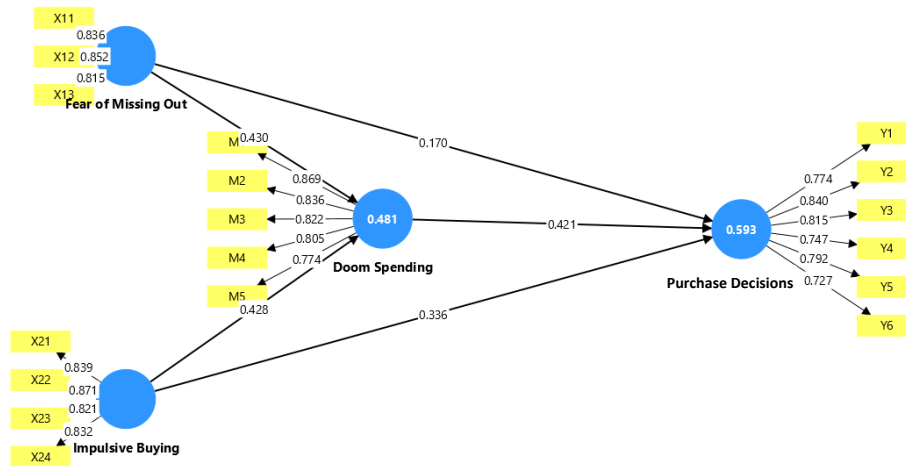 X11
0.836
X12
0.852
0.815
X13
Fear of Missing Out
0.430
0.170
M
0.869
M2
0.836
M3
0.822
M4
0.805
0.774
M5
0.428
0.481
Doom Spending
0.421
0.336
0.593
Purchase Decisions
Y1
0.774
Y2
0.840
Y3
0.815
Y4
0.747
Y5
0.792
0.727
Y6
X21
0.839
X22
0.871
X23
0.821
0.832
X24
Impulsive Buying